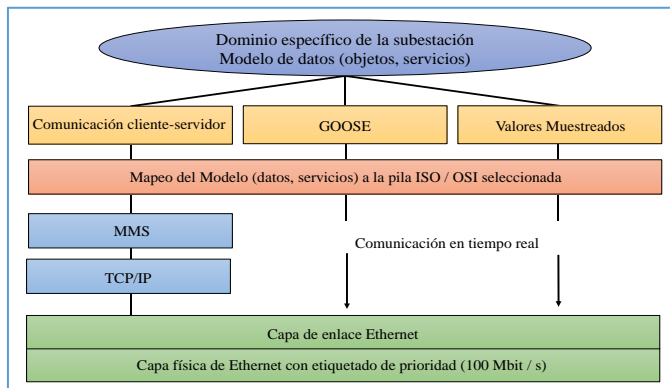 Dominio específico de la subestación
Modelo de datos (objetos, servicios)
Comunicación cliente-servidor
GOOSE
Valores Muestreados
Mapeo del Modelo (datos, servicios) a la pila ISO / OSI seleccionada
MMS
Comunicación en tiempo real
TCP/IP
Capa de enlace Ethernet
Capa física de Ethernet con etiquetado de prioridad (100 Mbit / s)